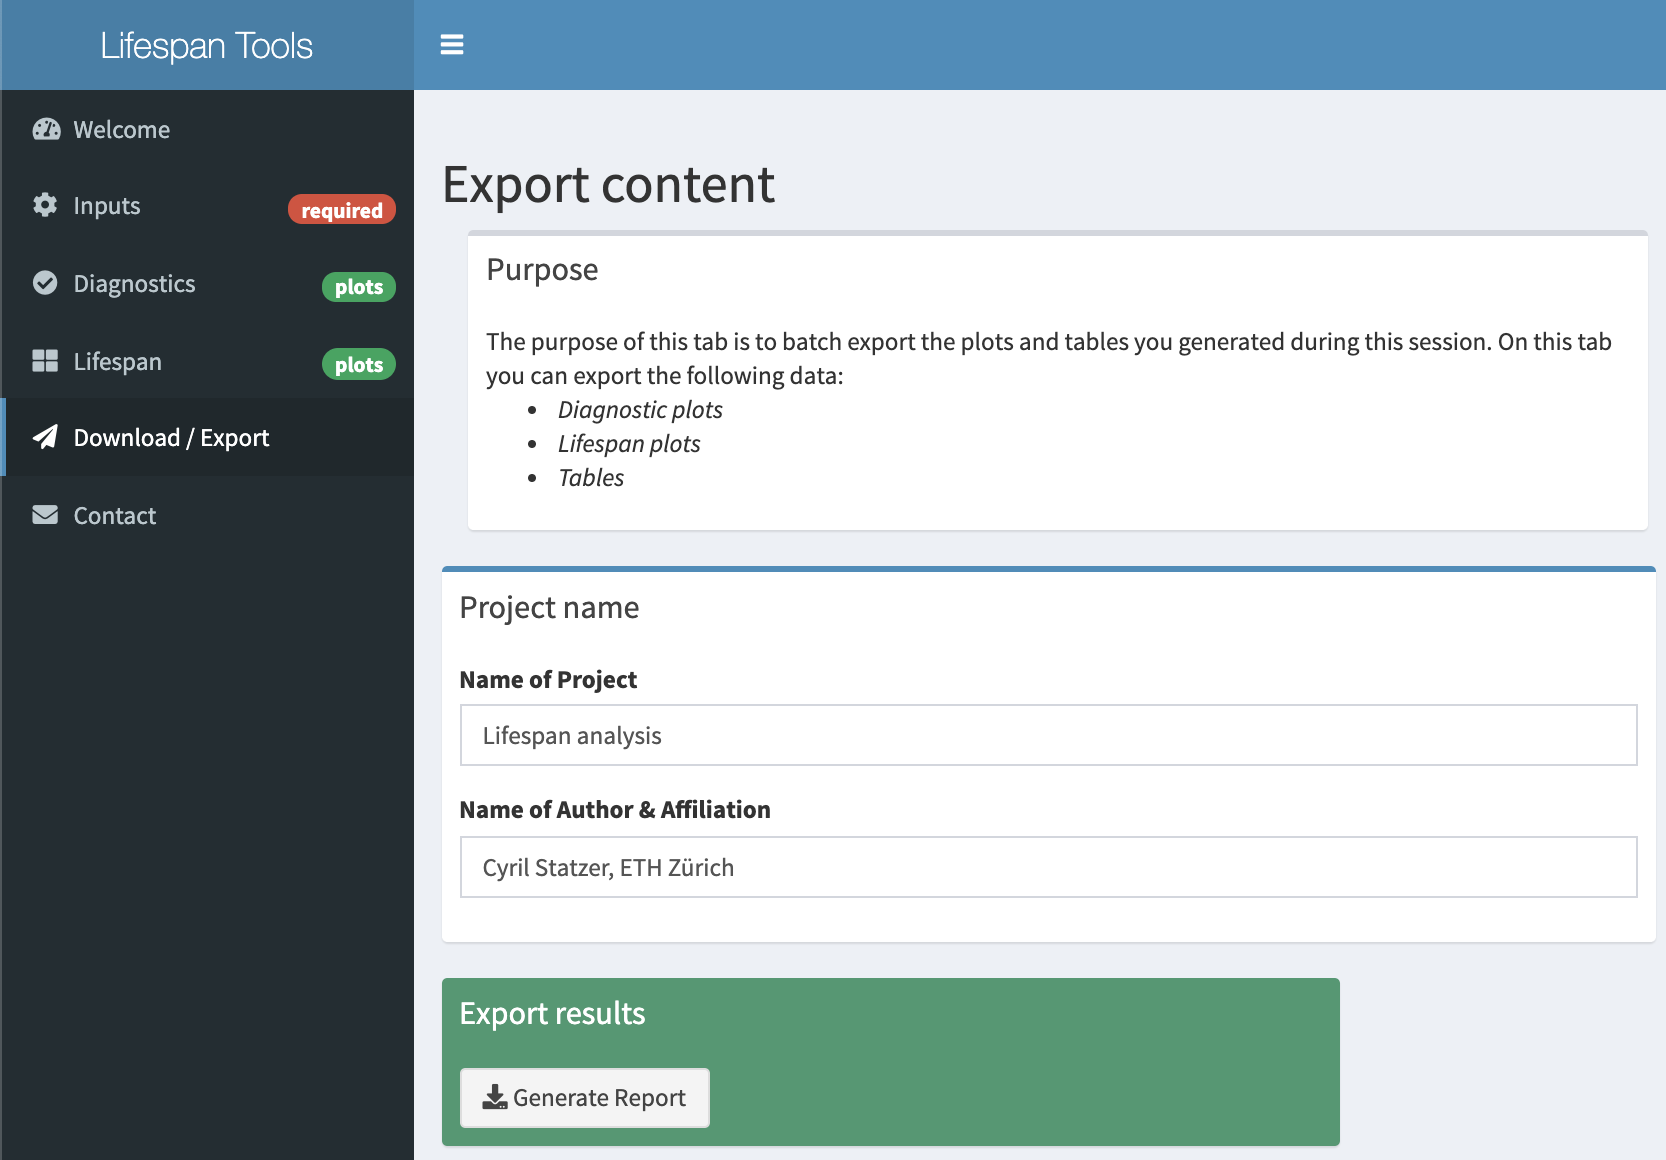 Lifespan Tools
Welcome
Inputs required
Diagnostics plots
Lifespan plots
Download / Export
Contact
Export content
Purpose
The purpose of this tab is to batch export the plots and tables you generated during this session. On this tab
you can export the following data:
• Diagnostic plots
• Lifespan plots
• Tables
Project name
Name of Project
Lifespan analysis
Name of Author & Affiliation
Cyril Statzer, ETH Zürich
Export results
Generate Report